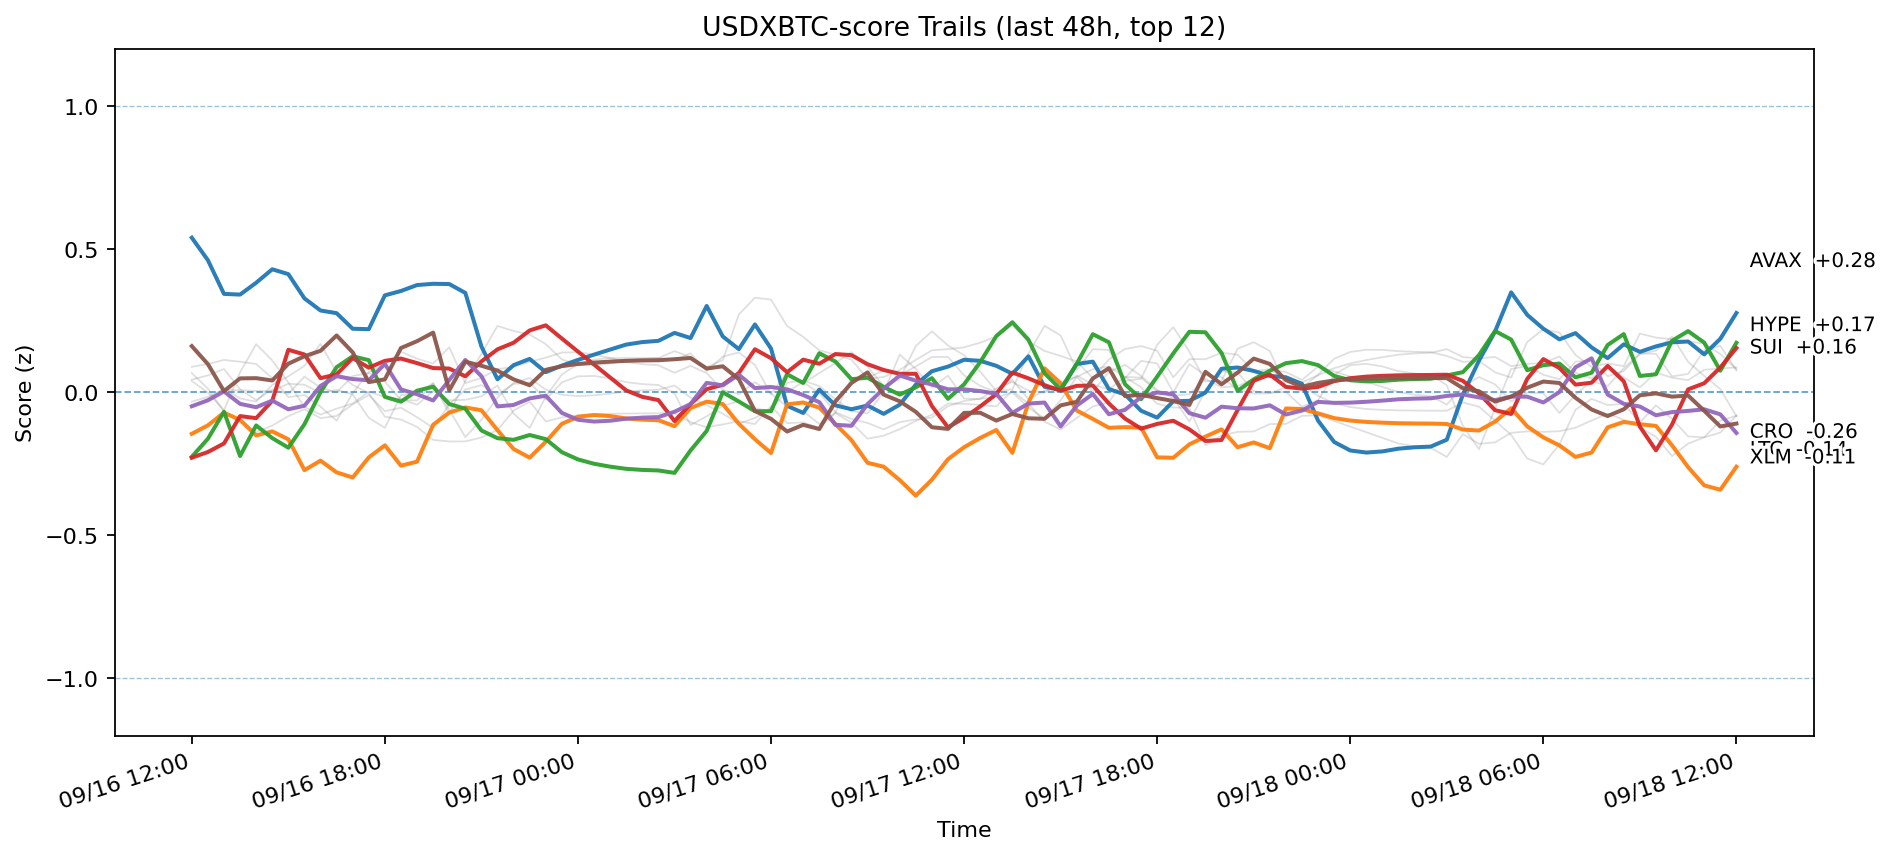 USDXBTC-score Trails (last 48h, top 12)
Score (z)
1.0
0.5
0.0
−0.5
−1.0
AVAX +0.28
HYPE +0.17
SUI +0.16
CRO -0.26
XLM -0.11
09/16 12:00
09/16 18:00
09/17 00:00
09/17 06:00
09/17 12:00
09/17 18:00
09/18 00:00
09/18 06:00
09/18 12:00
Time